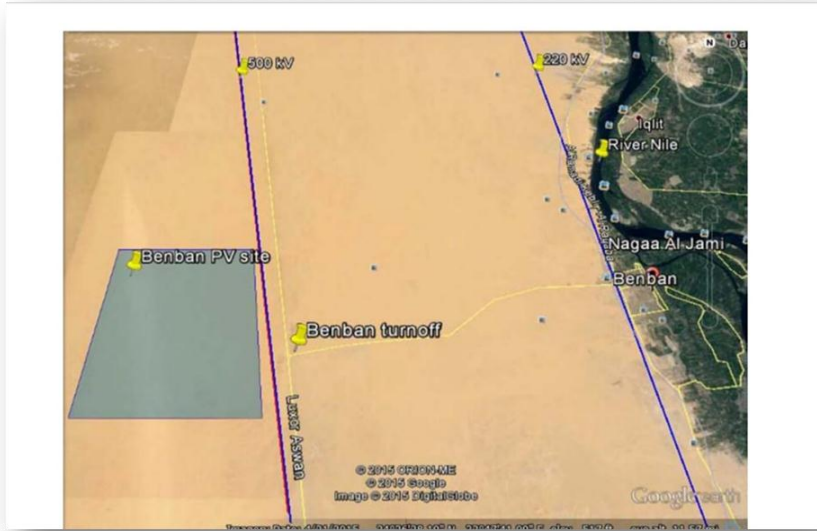 500 kV
220 kV
N
Da
Iqlit
River Nile
Nagaa Al Jami
Benban
Benban PV site
Benban turnoff
Luxor Aswan
© 2015 ORION-ME
© 2015 Google
Image © 2015 DigitalGlobe
Google earth